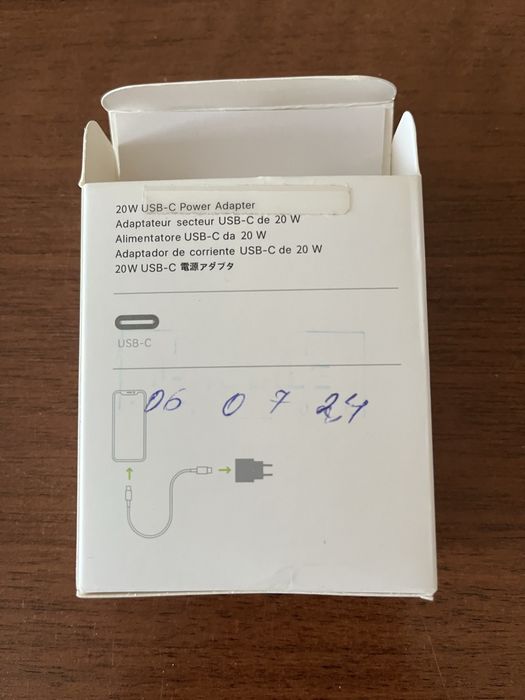 20W USB-C Power Adapter
Adaptateur secteur USB-C de 20 W
Alimentatore USB-C da 20 W
Adaptador de corriente USB-C de 20 W
20W USB-C 電源アダプタ
USB-C
06 07 24